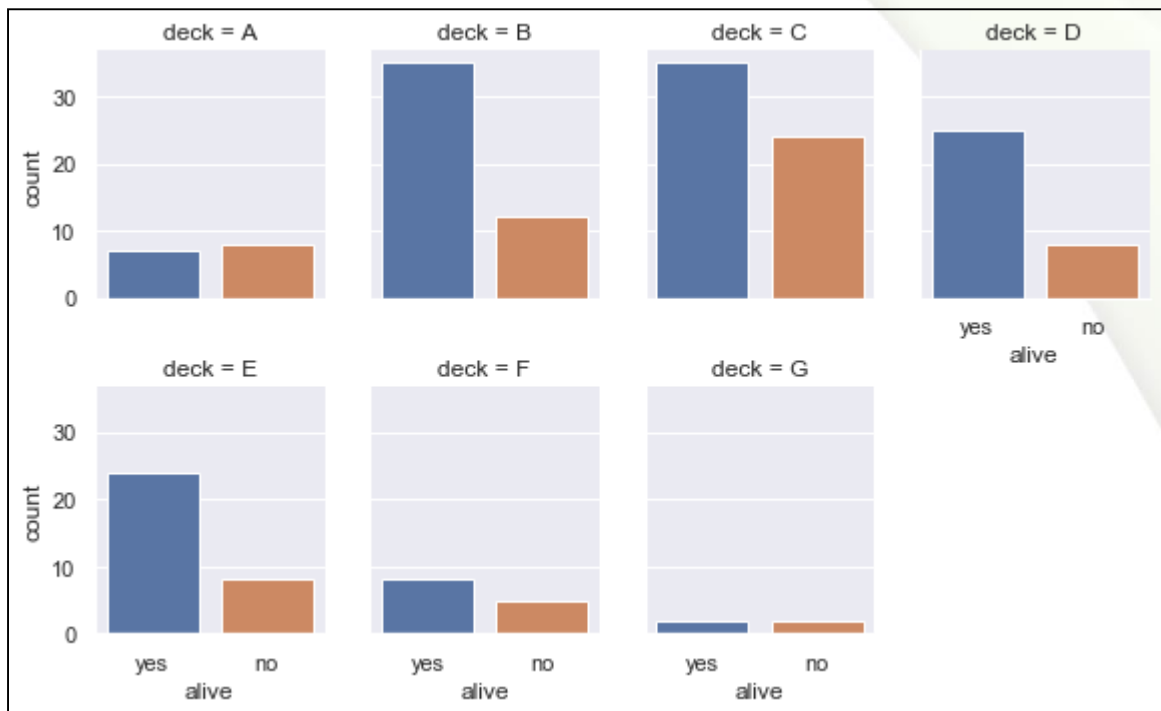 deck = A
deck = B
deck = C
deck = D
30
20
10
0
count
yes
no
alive
deck = E
deck = F
deck = G
30
20
10
0
count
yes
no
yes
no
yes
no
alive
alive
alive